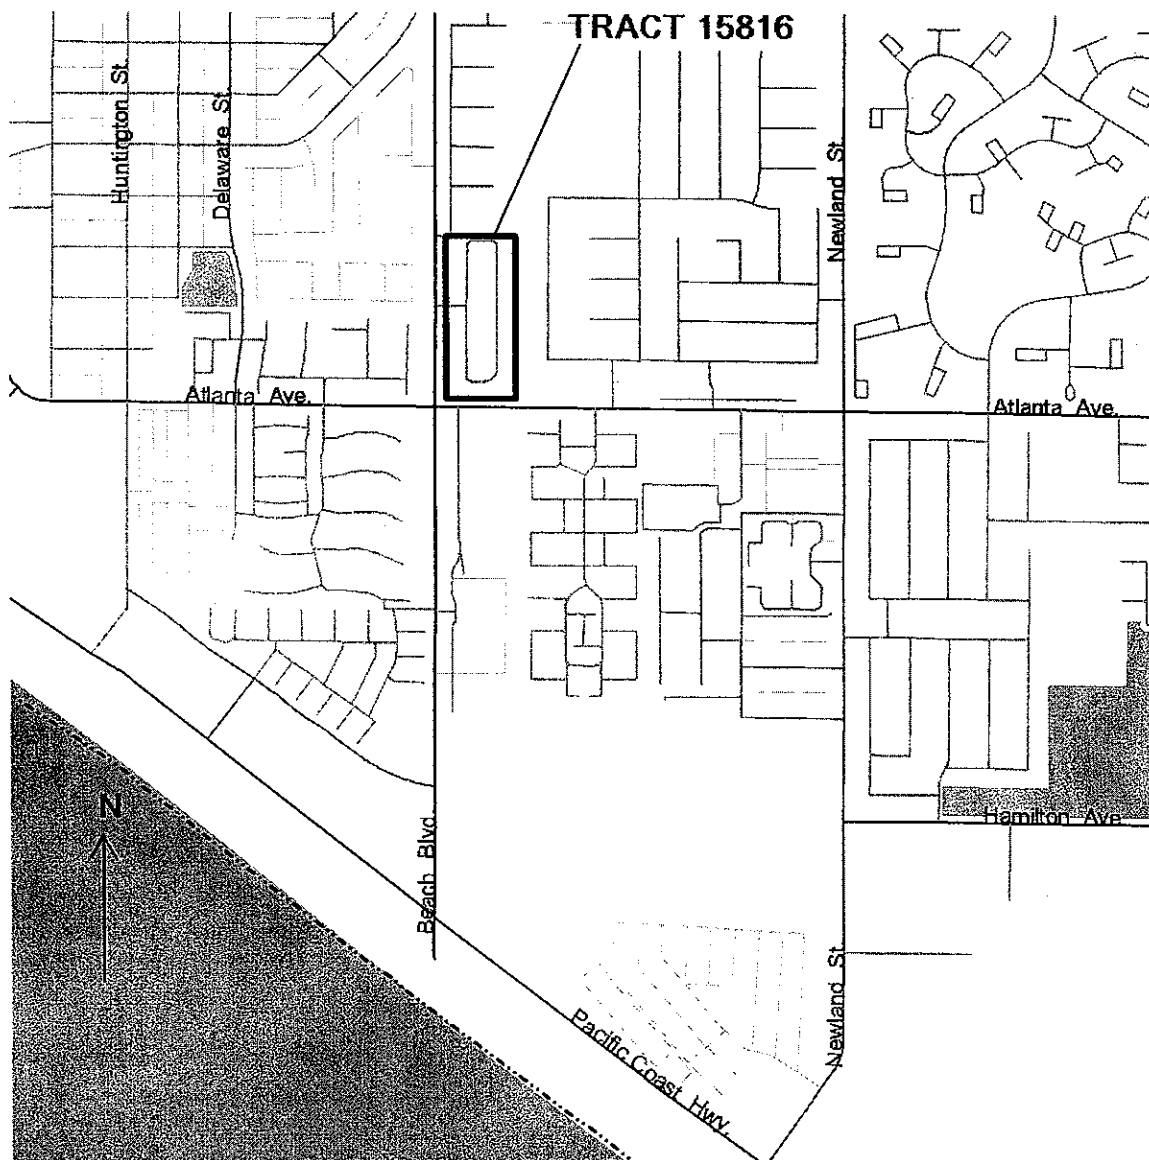 TRACT 15816
Huntington St.
Delaware St.
Newland St.
Atlanta Ave.
Atlanta Ave.
N
Beach Blvd.
Hamilton Ave.
Newland St.
Pacific Coast Hwy.